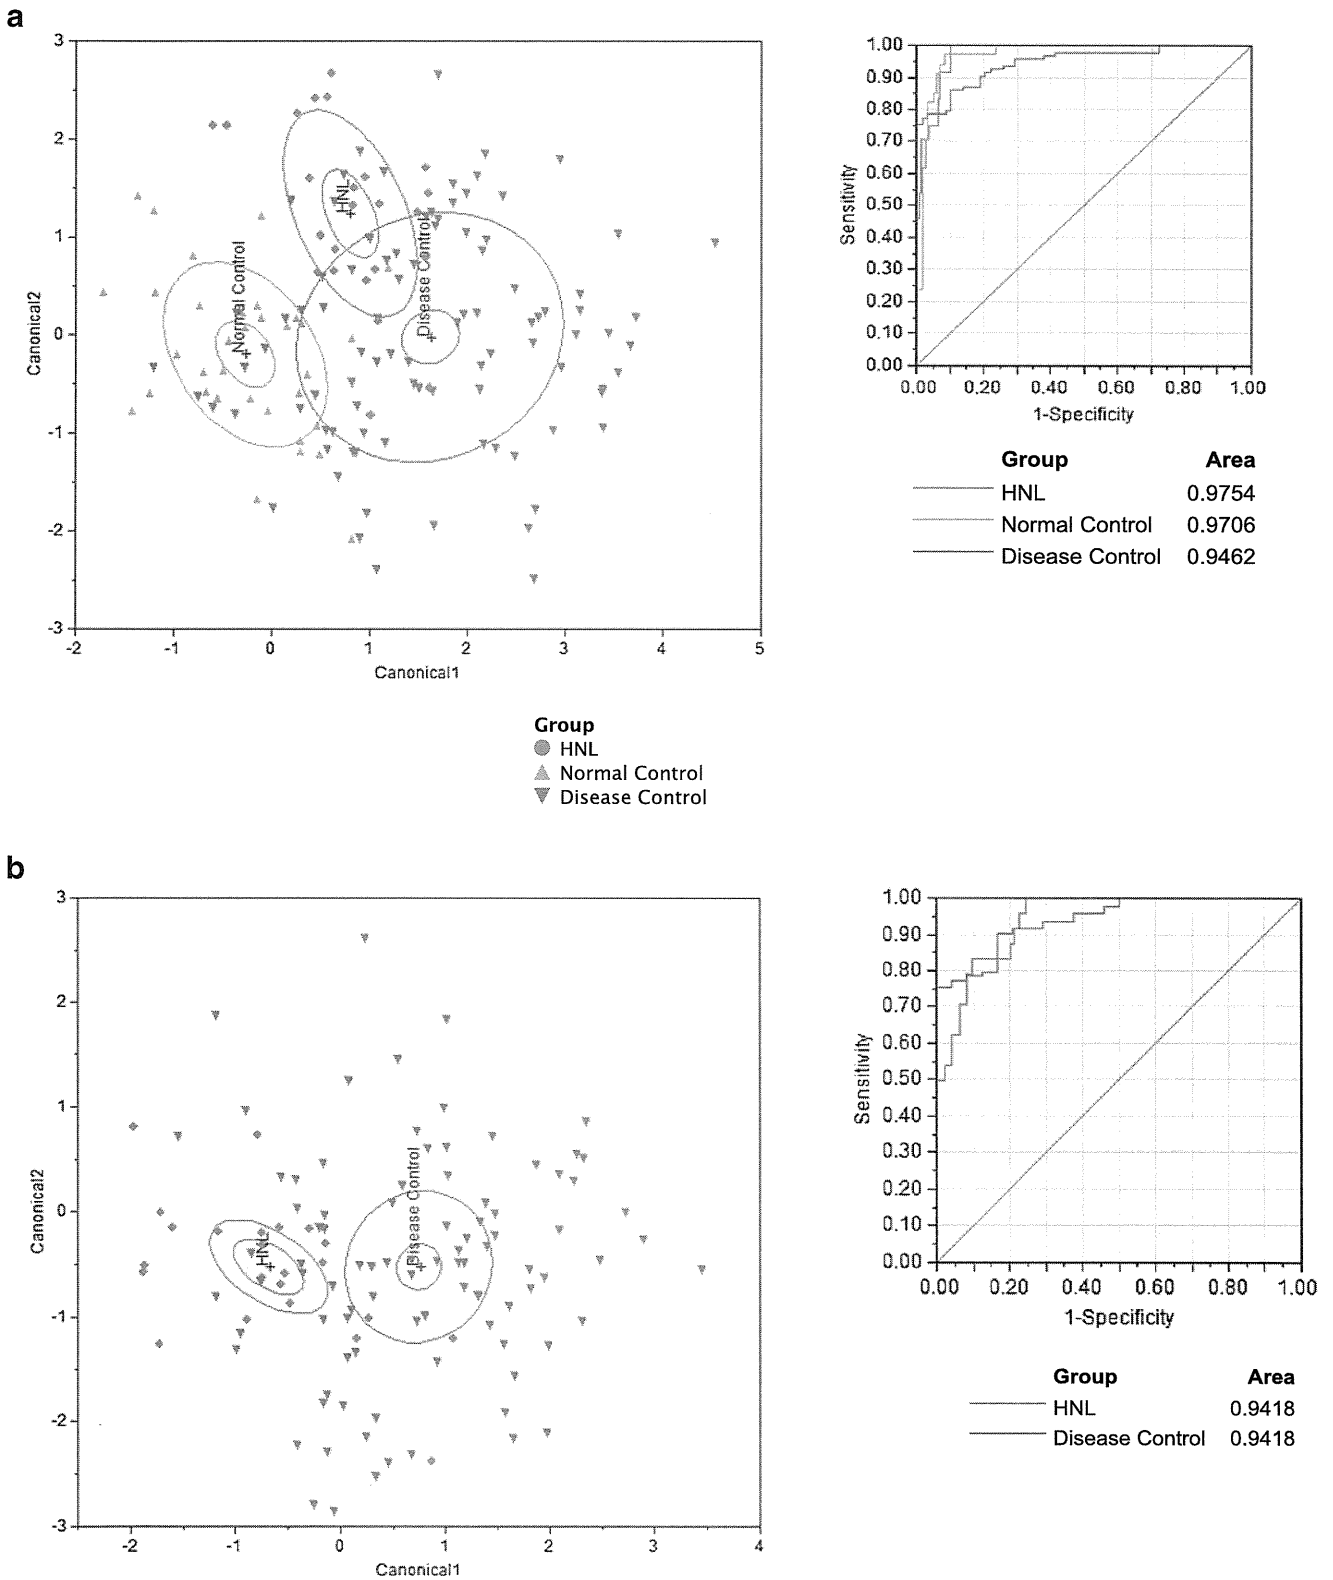 a
3
2
1
0
-1
-2
-3
Canonical2
-2 -1 0 1 2 3 4 5
Canonical1
HNL
Normal Control
Disease Control
1.00
0.90
0.80
0.70
0.60
0.50
0.40
0.30
0.20
0.10
0.00
Sensitivity
0.00 0.20 0.40 0.60 0.80 1.00
1-Specificity
Group Area
HNL 0.9754
Normal Control 0.9706
Disease Control 0.9462
Group
HNL
Normal Control
Disease Control
b
3
2
1
0
-1
-2
-3
Canonical2
-2 -1 0 1 2 3 4
Canonical1
HNL
Disease Control
1.00
0.90
0.80
0.70
0.60
0.50
0.40
0.30
0.20
0.10
0.00
Sensitivity
0.00 0.20 0.40 0.60 0.80 1.00
1-Specificity
Group Area
HNL 0.9418
Disease Control 0.9418